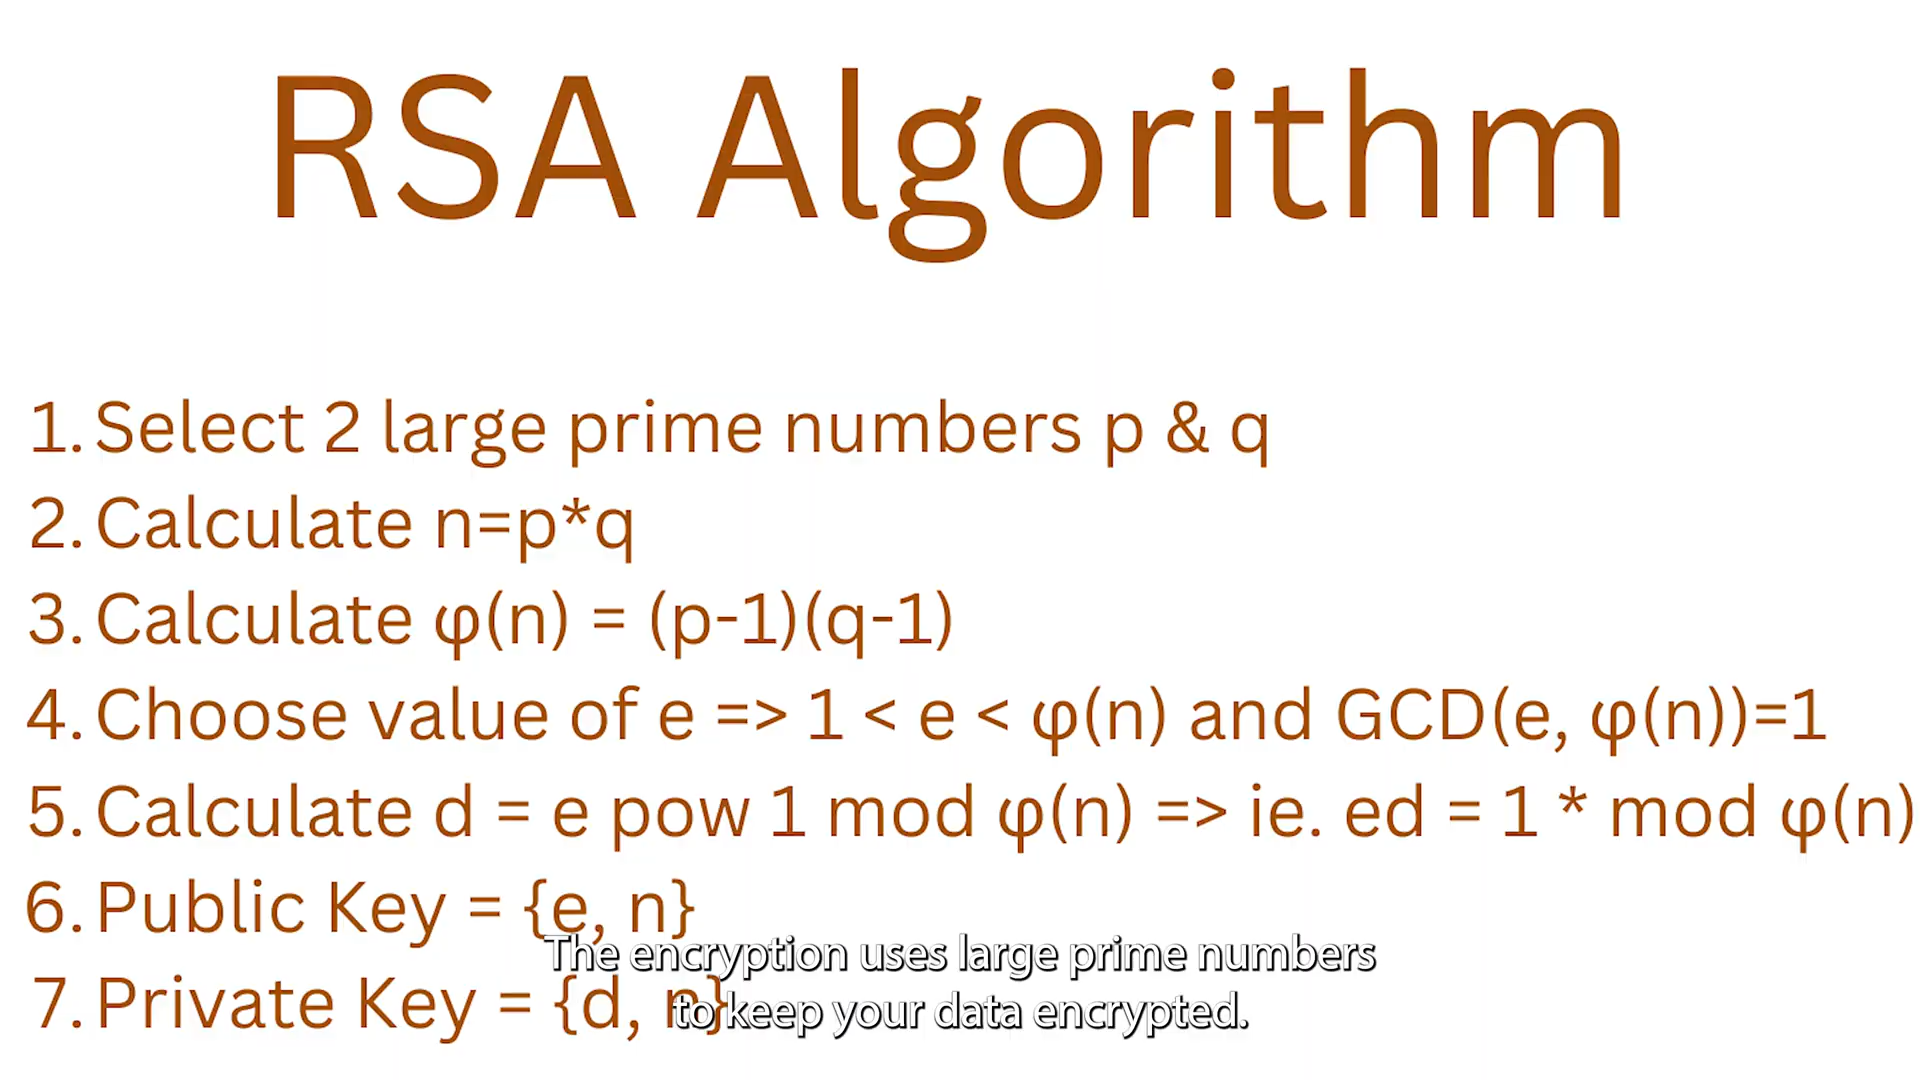 RSA Algorithm
1. Select 2 large prime numbers p & q
2. Calculate n=p*q
3. Calculate φ(n) = (p-1)(q-1)
4. Choose value of e => 1 < e < φ(n) and GCD(e, φ(n))=1
5. Calculate d = e pow 1 mod φ(n) => ie. ed = 1 * mod φ(n)
6. Public Key = {e, n}
7. Private Key = {d, n}
The encryption uses large prime numbers
to keep your data encrypted.